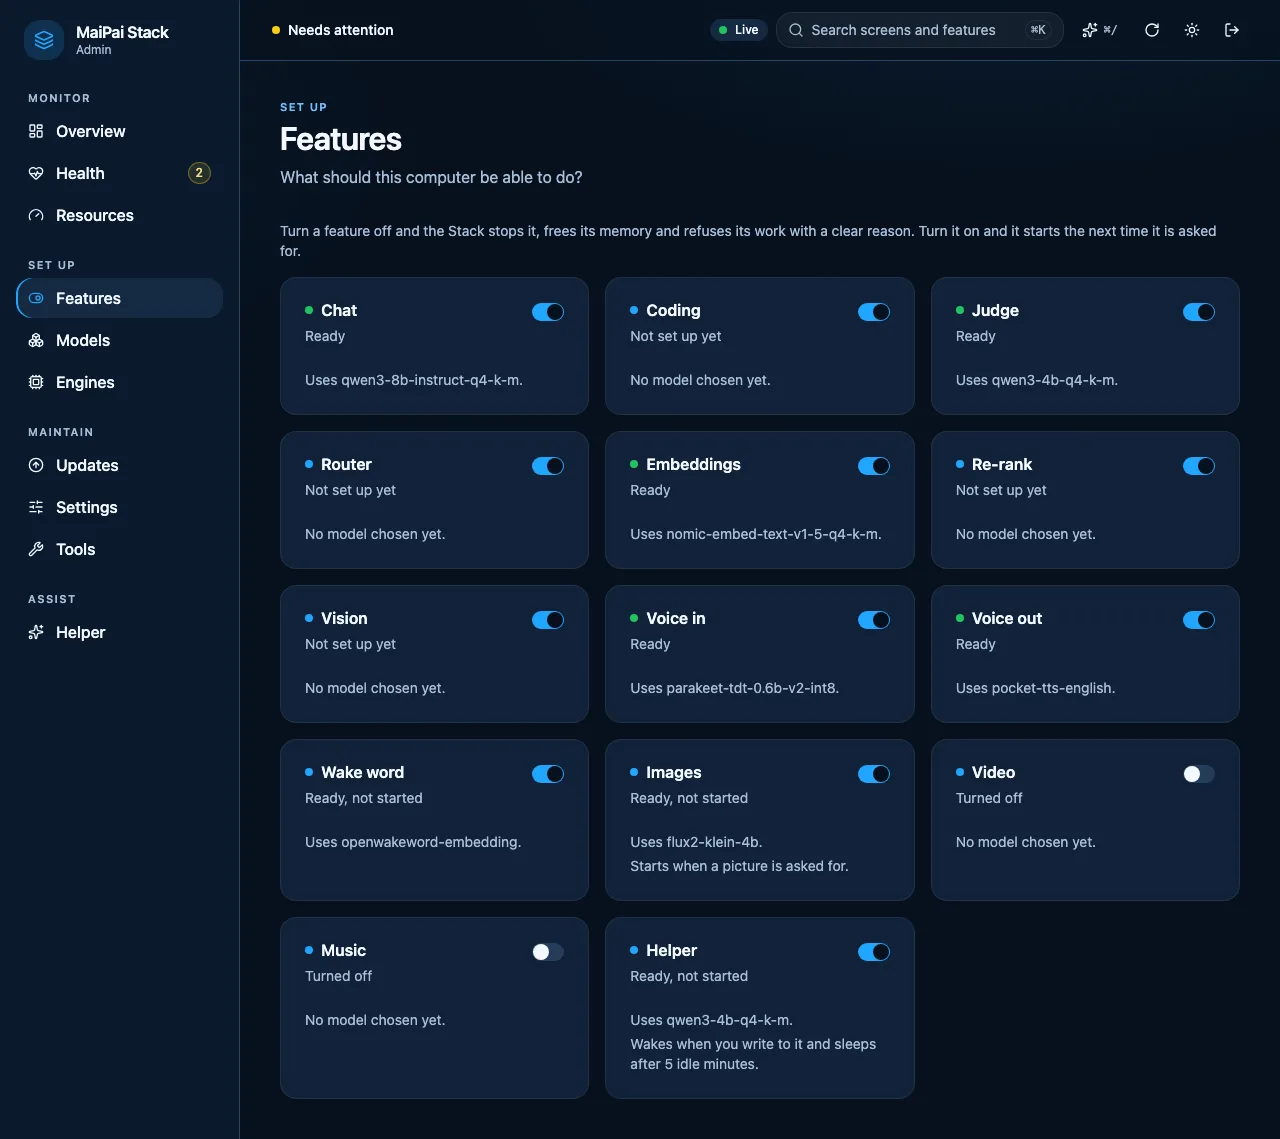 MaiPai Stack
Admin
MONITOR
Overview
Health
2
Resources
SET UP
Features
Models
Engines
MAINTAIN
Updates
Settings
Tools
ASSIST
Helper
Needs attention
Live
Search screens and features
⌘K
⌘/
SET UP
Features
What should this computer be able to do?
Turn a feature off and the Stack stops it, frees its memory and refuses its work with a clear reason. Turn it on and it starts the next time it is asked
for.
Chat
Ready
Uses qwen3-8b-instruct-q4-k-m.
Coding
Not set up yet
No model chosen yet.
Judge
Ready
Uses qwen3-4b-q4-k-m.
Router
Not set up yet
No model chosen yet.
Embeddings
Ready
Uses nomic-embed-text-v1-5-q4-k-m.
Re-rank
Not set up yet
No model chosen yet.
Vision
Not set up yet
No model chosen yet.
Voice in
Ready
Uses parakeet-tdt-0.6b-v2-int8.
Voice out
Ready
Uses pocket-tts-english.
Wake word
Ready, not started
Uses openwakeword-embedding.
Images
Ready, not started
Uses flux2-klein-4b.
Starts when a picture is asked for.
Video
Turned off
No model chosen yet.
Music
Turned off
No model chosen yet.
Helper
Ready, not started
Uses qwen3-4b-q4-k-m.
Wakes when you write to it and sleeps
after 5 idle minutes.